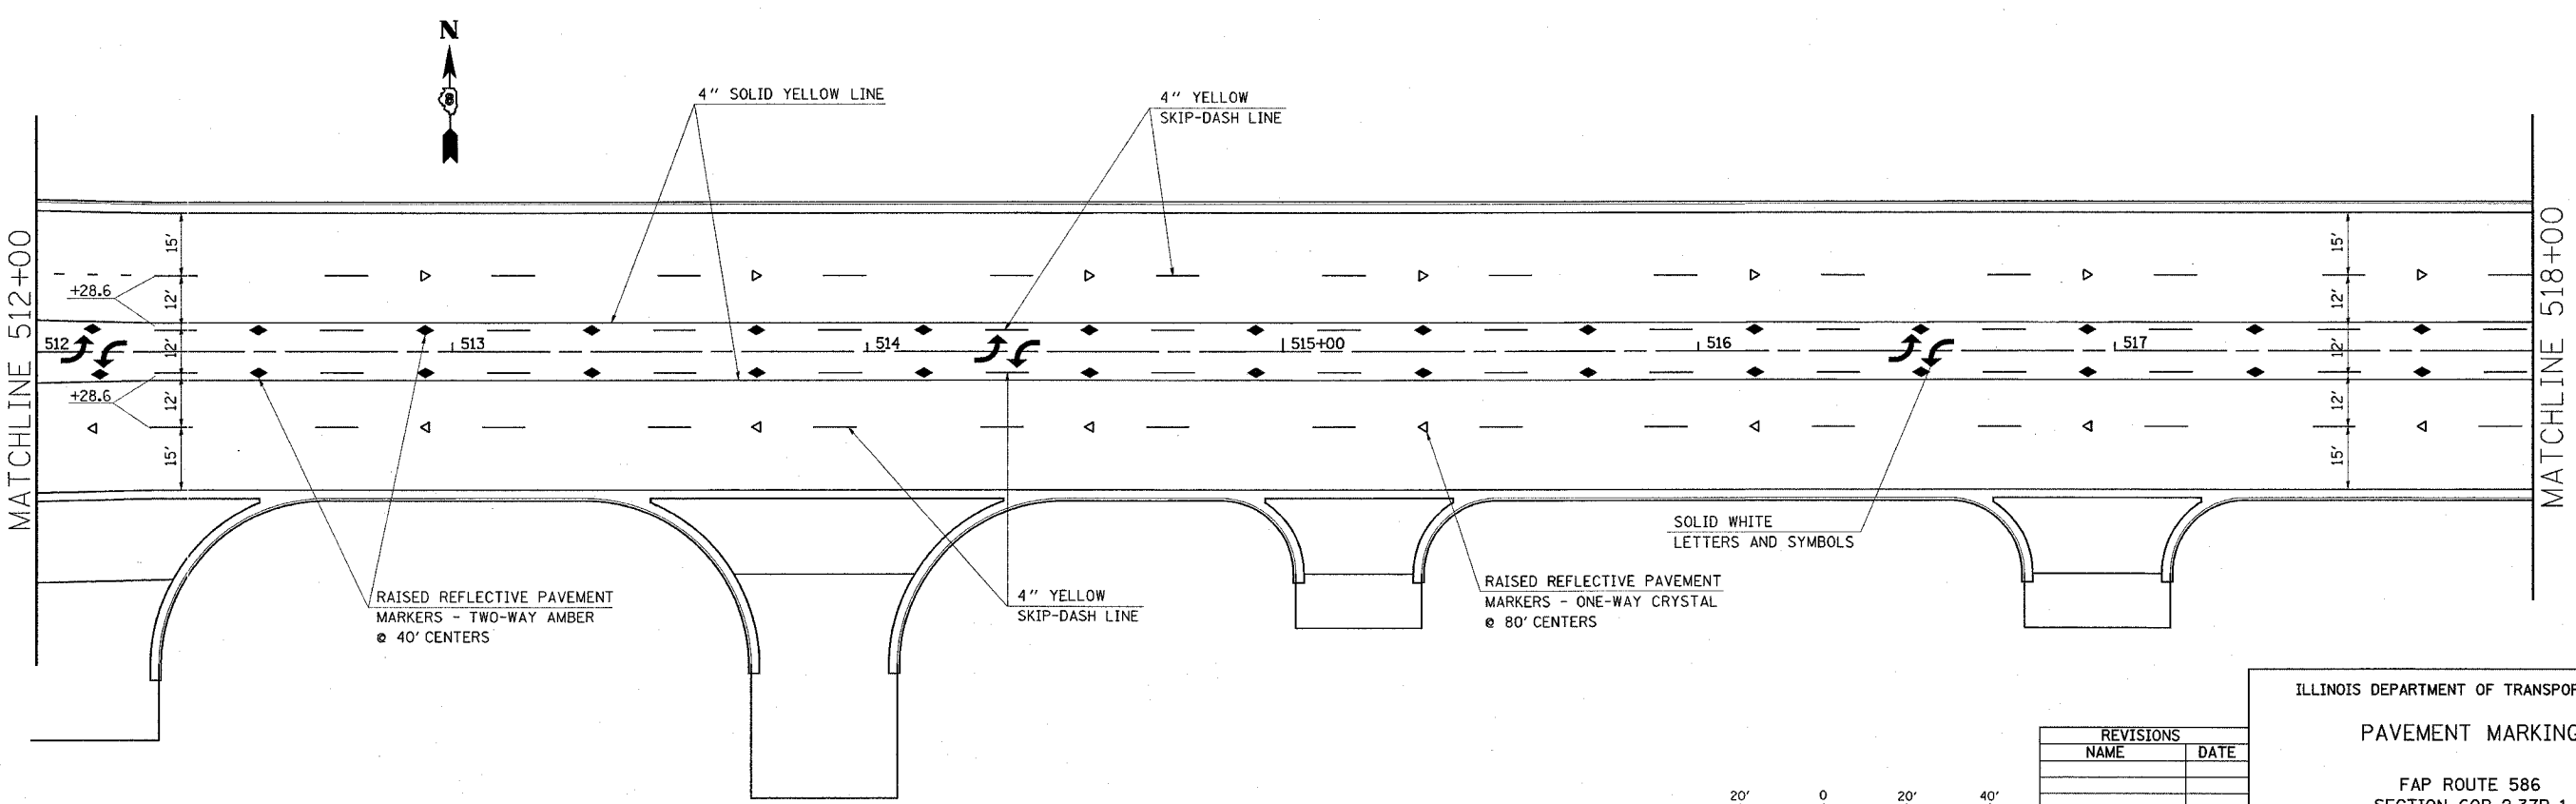 N
8
4" SOLID YELLOW LINE
4" YELLOW
SKIP-DASH LINE
MATCHLINE 512+00
MATCHLINE 518+00
15'
12'
12'
12'
15'
+28.6
+28.6
512
513
514
515+00
516
517
15'
12'
12'
12'
15'
RAISED REFLECTIVE PAVEMENT
MARKERS - TWO-WAY AMBER
@ 40' CENTERS
4" YELLOW
SKIP-DASH LINE
RAISED REFLECTIVE PAVEMENT
MARKERS - ONE-WAY CRYSTAL
@ 80' CENTERS
SOLID WHITE
LETTERS AND SYMBOLS
20' 0 20' 40'
REVISIONS
NAME DATE
ILLINOIS DEPARTMENT OF TRANSPOR
PAVEMENT MARKING
FAP ROUTE 586